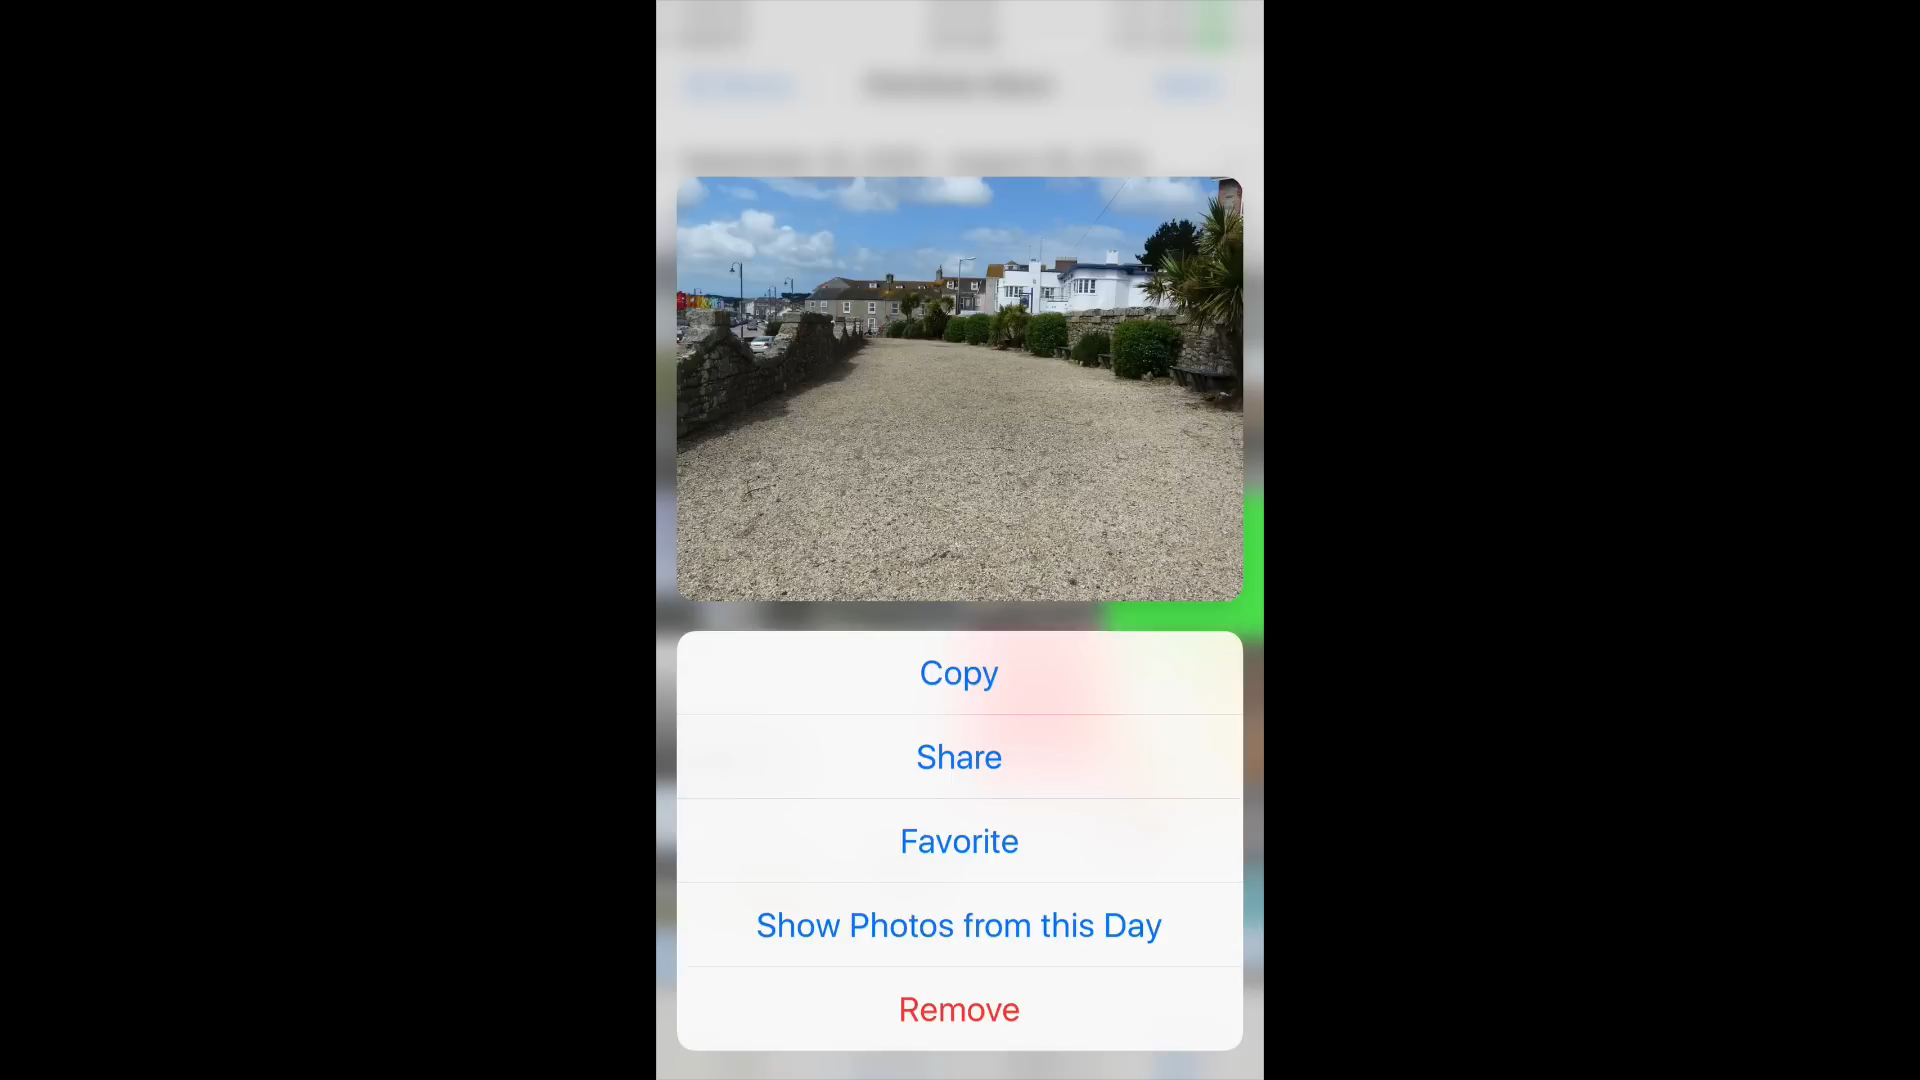 Copy
Share
Favorite
Show Photos from this Day
Remove